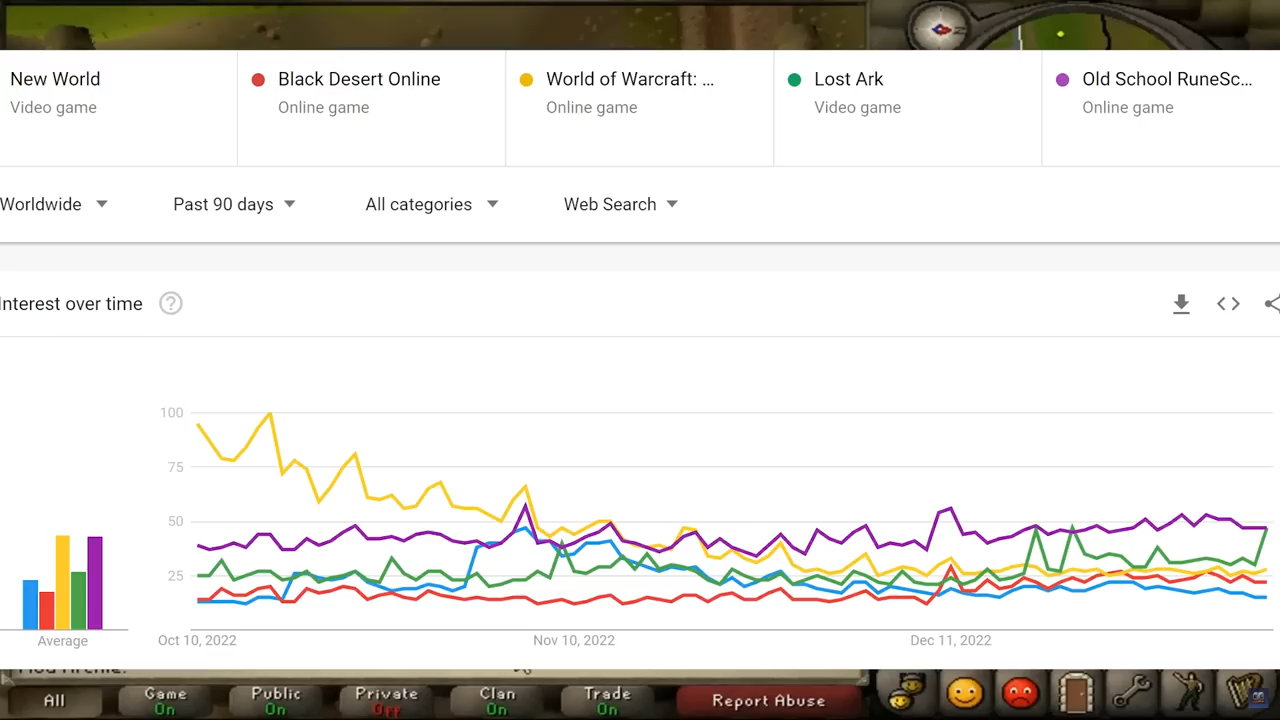 New World
Video game
Black Desert Online
Online game
World of Warcraft: ...
Online game
Lost Ark
Video game
Old School RuneSc...
Online game
Worldwide
Past 90 days
All categories
Web Search
Interest over time
?
100
75
50
25
Average
Oct 10, 2022
Nov 10, 2022
Dec 11, 2022
All
Game
On
Public
On
Private
Off
Clan
On
Trade
On
Report Abuse